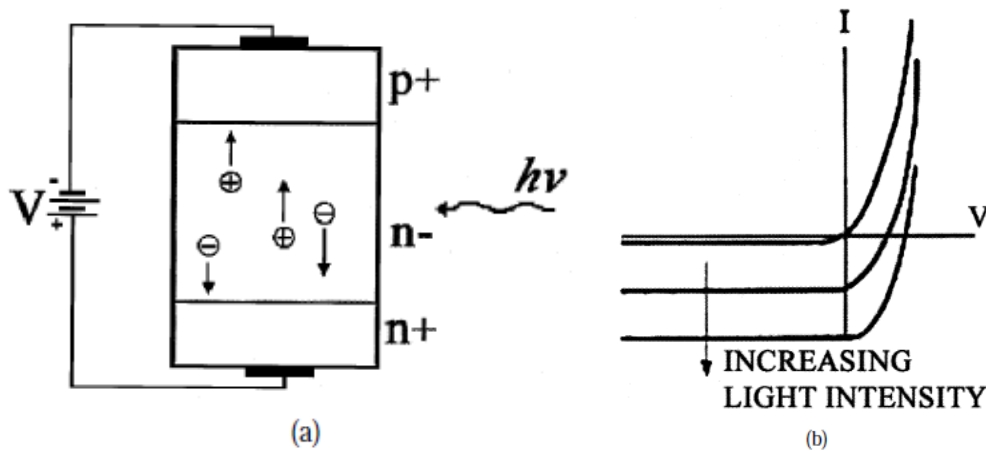 p+
V
-
+
hν
n-
n+
(a)
I
V
INCREASING
LIGHT INTENSITY
(b)